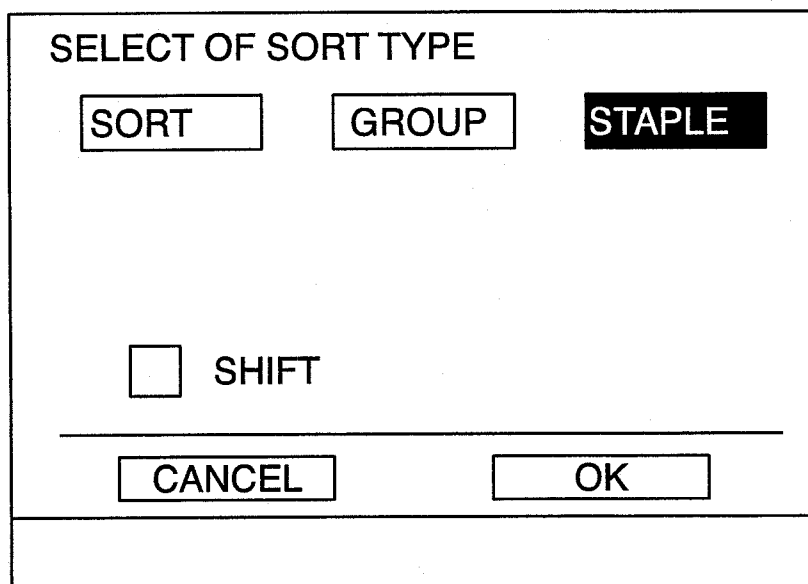 SELECT OF SORT TYPE
SORT GROUP STAPLE
SHIFT
CANCEL OK